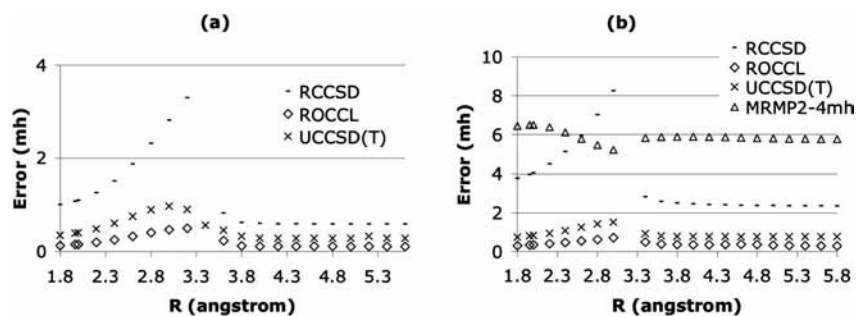 (a)
Error (mh)
4
2
0
- RCCSD
◇ ROCCL
× UCCSD(T)
1.8 2.3 2.8 3.3 3.8 4.3 4.8 5.3
R (angstrom)
(b)
Error (mh)
10
8
6
4
2
0
- RCCSD
◇ ROCCL
× UCCSD(T)
△ MRMP2-4mh
1.8 2.3 2.8 3.3 3.8 4.3 4.8 5.3 5.8
R (angstrom)